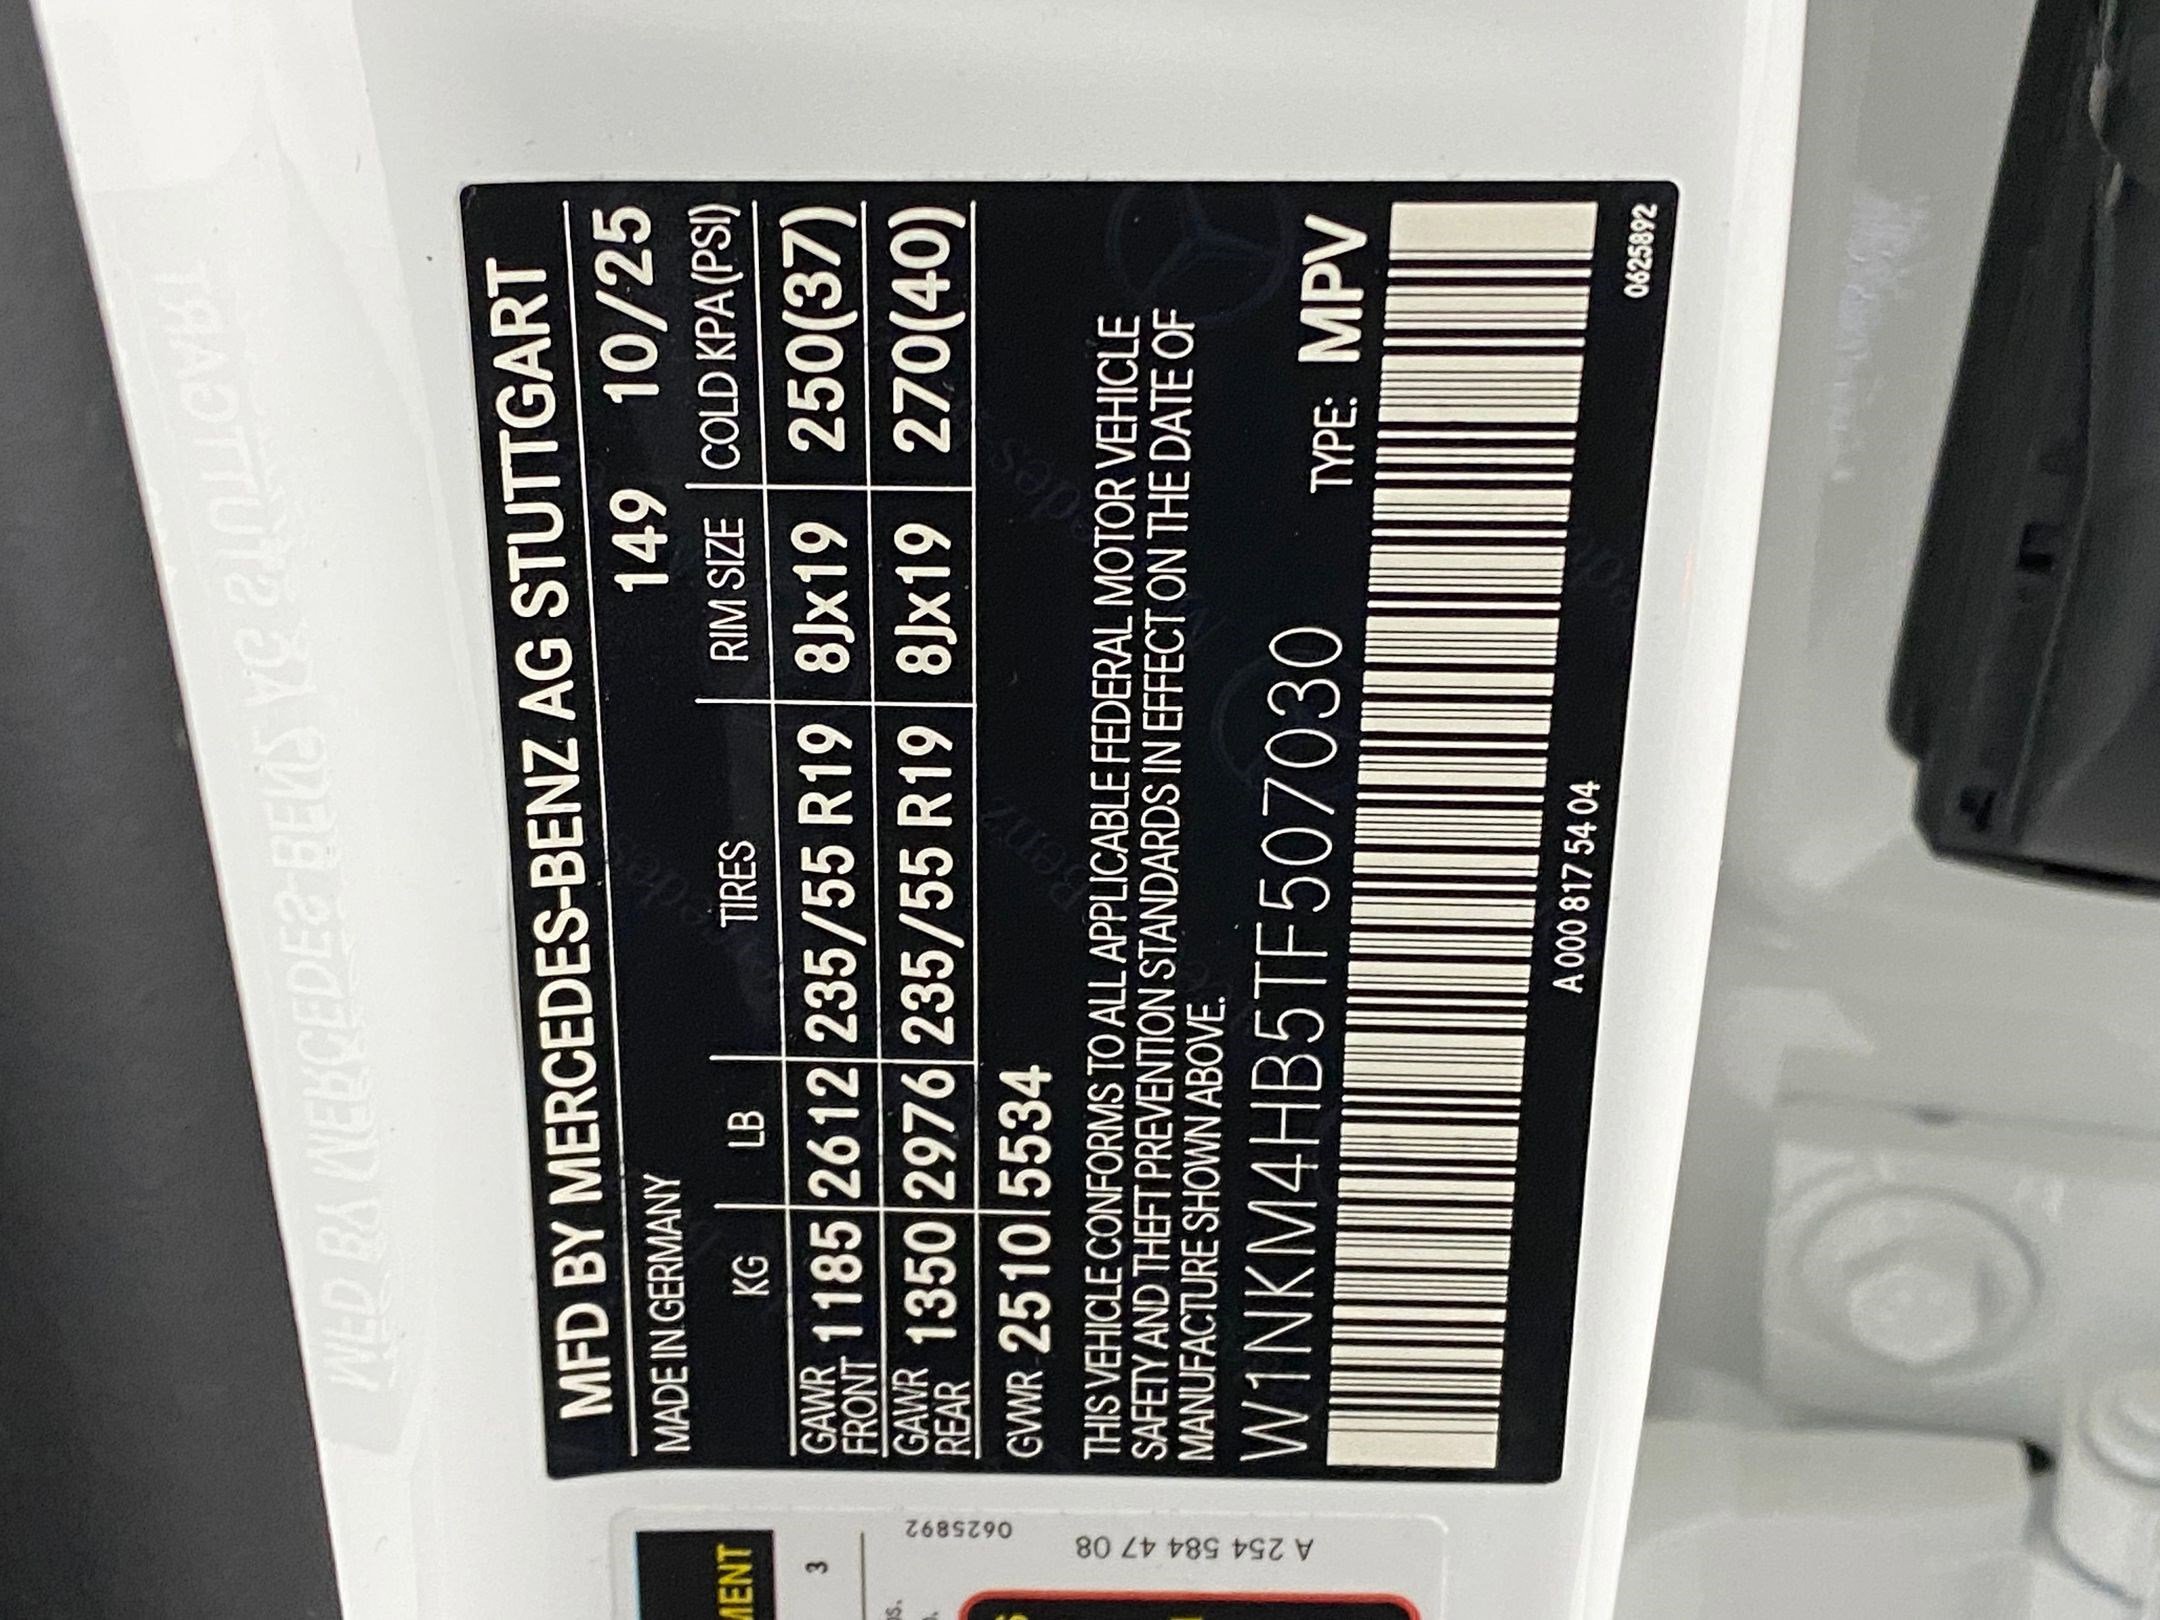 MFD BY MERCEDES-BENZ AG STUTTGART
MADE IN GERMANY 149 10/25
KG LB TIRES RIM SIZE COLD KPA(PSI)
GAWR FRONT 1185 2612 235/55 R19 8Jx19 250(37)
GAWR REAR 1350 2976 235/55 R19 8Jx19 270(40)
GVWR 2510 5534
THIS VEHICLE CONFORMS TO ALL APPLICABLE FEDERAL MOTOR VEHICLE
SAFETY AND THEFT PREVENTION STANDARDS IN EFFECT ON THE DATE OF
MANUFACTURE SHOWN ABOVE.
W1NKM4HB5TF507030 TYPE: MPV
A 000 817 54 04
0625892
3
0625892
A 254 584 47 08